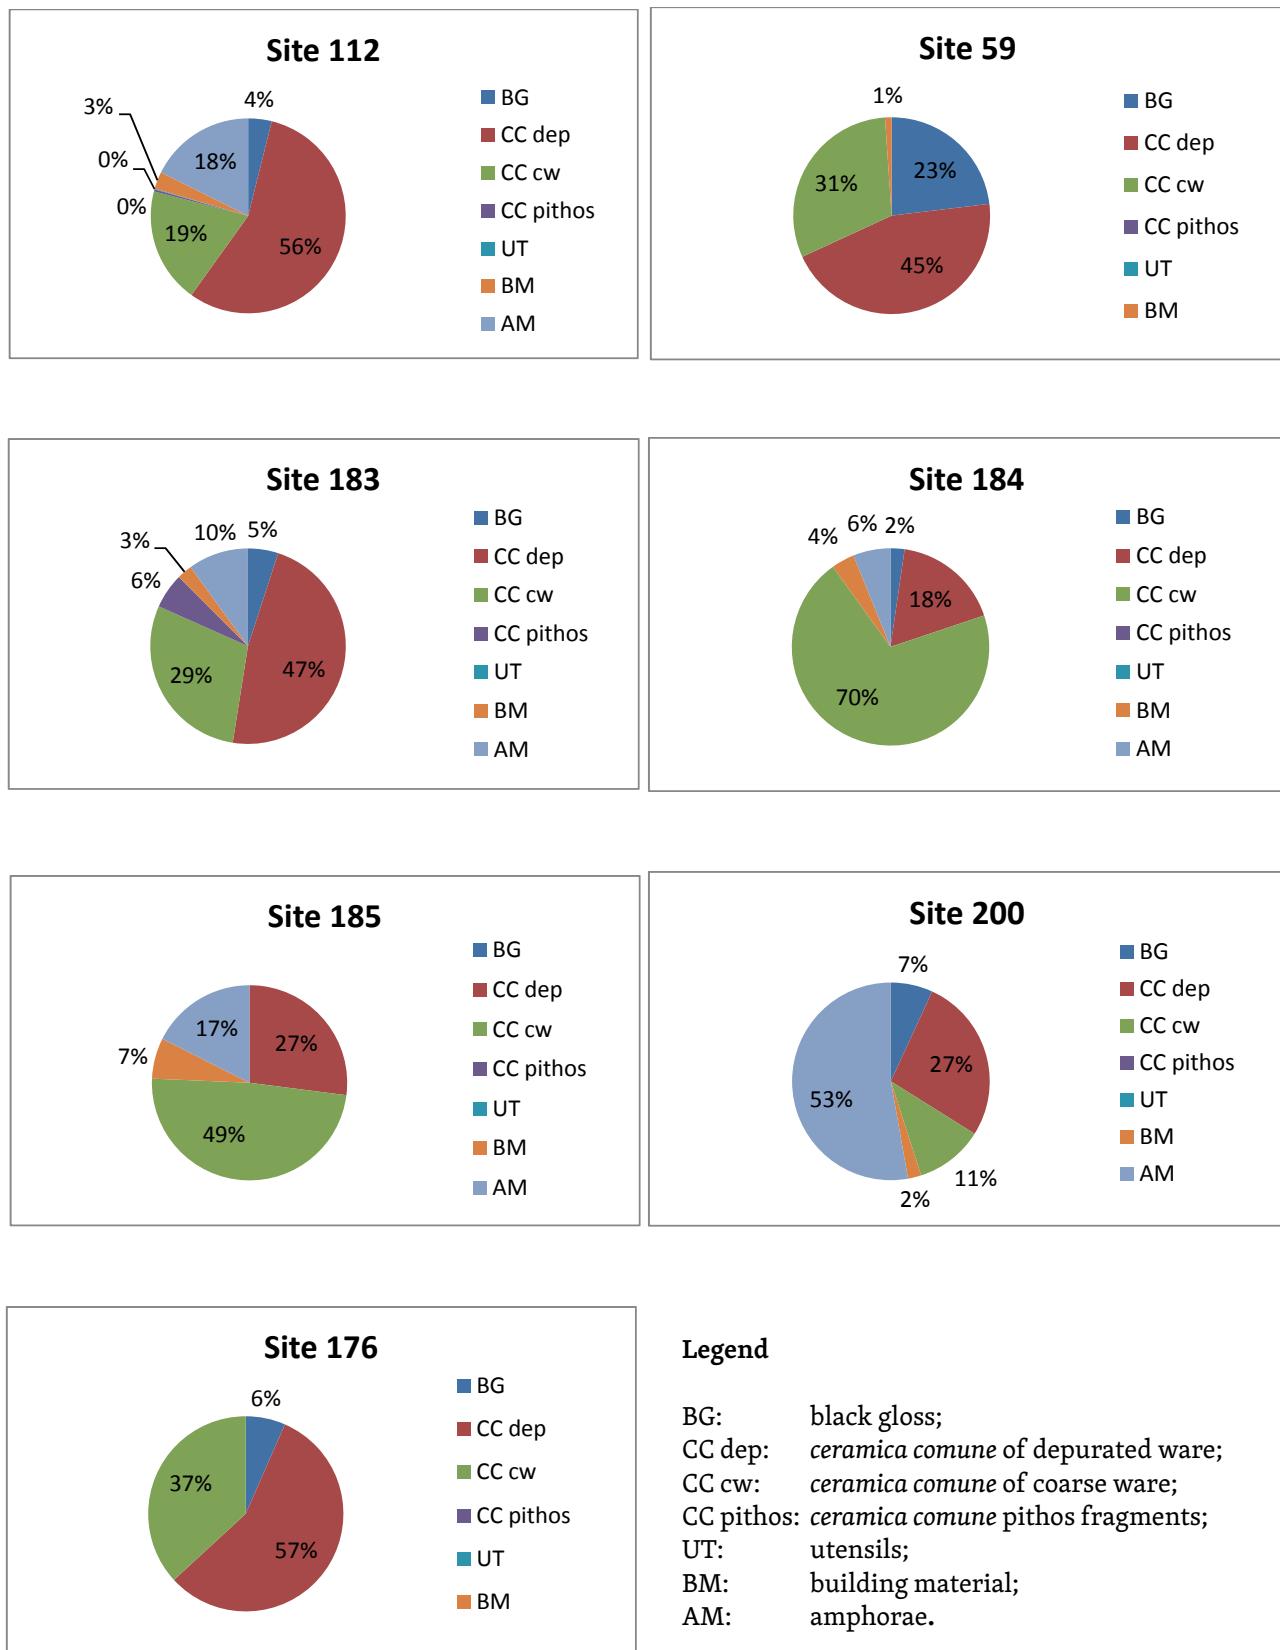 Site 112
3%
4%
0%
0%
18%
19%
56%
BG
CC dep
CC cw
CC pithos
UT
BM
AM
Site 59
1%
23%
31%
45%
BG
CC dep
CC cw
CC pithos
UT
BM
Site 183
3%
10%
5%
6%
29%
47%
BG
CC dep
CC cw
CC pithos
UT
BM
AM
Site 184
4%
6%
2%
18%
70%
BG
CC dep
CC cw
CC pithos
UT
BM
AM
Site 185
17%
27%
7%
49%
BG
CC dep
CC cw
CC pithos
UT
BM
AM
Site 200
7%
27%
53%
11%
2%
BG
CC dep
CC cw
CC pithos
UT
BM
AM
Site 176
6%
37%
57%
BG
CC dep
CC cw
CC pithos
UT
BM
Legend
BG: black gloss;
CC dep: ceramica comune of depurated ware;
CC cw: ceramica comune of coarse ware;
CC pithos: ceramica comune pithos fragments;
UT: utensils;
BM: building material;
AM: amphorae.